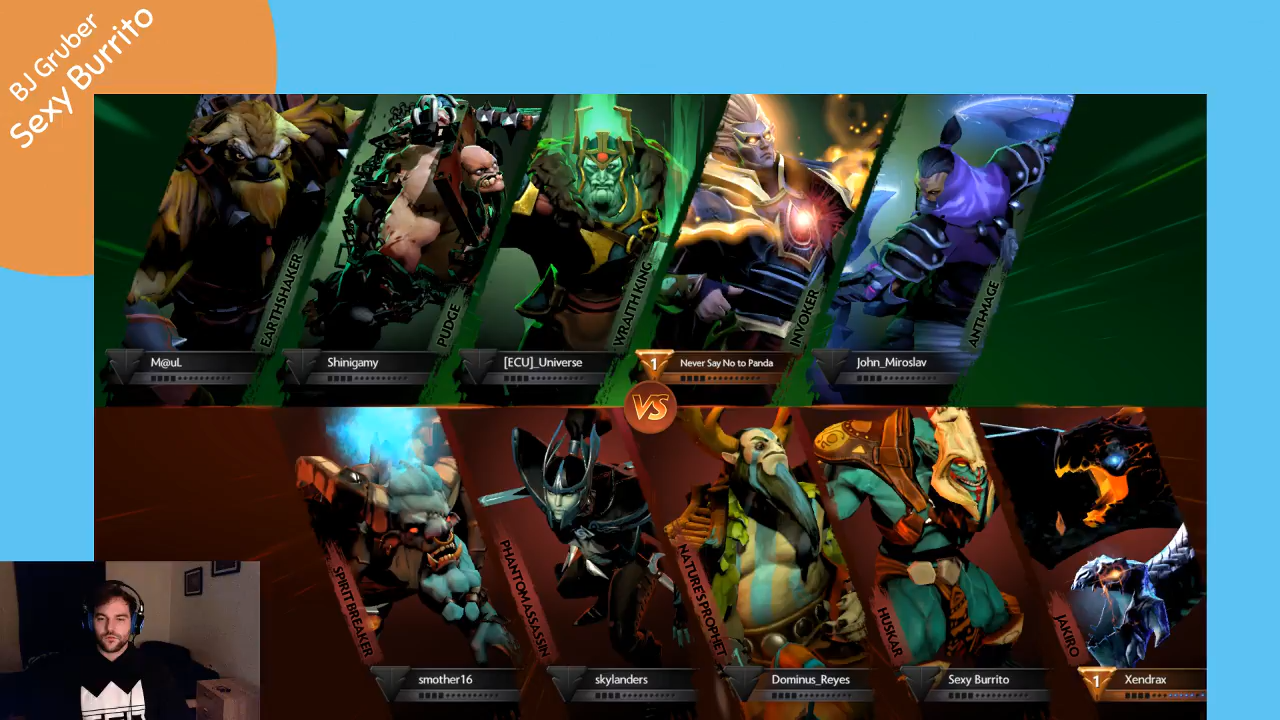 BJ Gruber
Sexy Burrito
EARTHSHAKER
PUDGE
WRAITH KING
INVOKER
ANTI-MAGE
M@uL
Shinigamy
[ECU]_Universe
1
Never Say No to Panda
John_Miroslav
VS
SPIRIT BREAKER
PHANTOM ASSASSIN
NATURE'S PROPHET
HUSKAR
JAKIRO
smother16
skylanders
Dominus_Reyes
Sexy Burrito
1
Xendrax